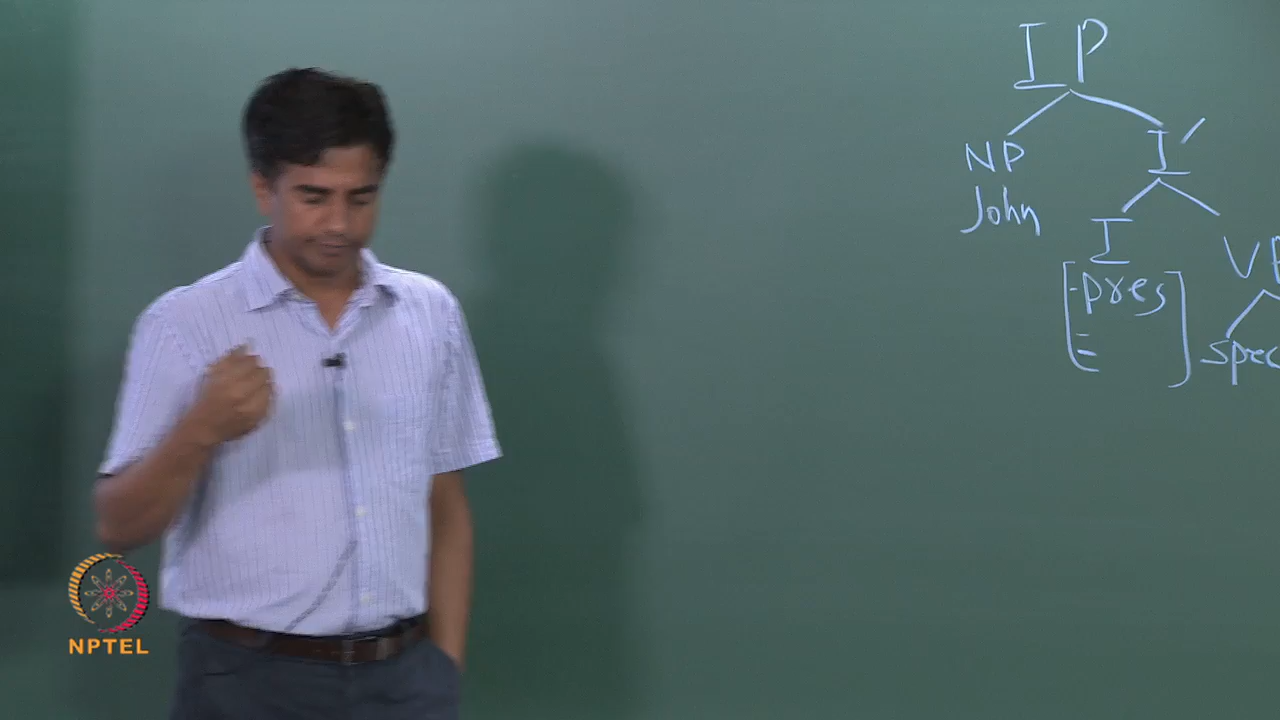 IP
NP I′
John I VP
[-pres spec
NPTEL